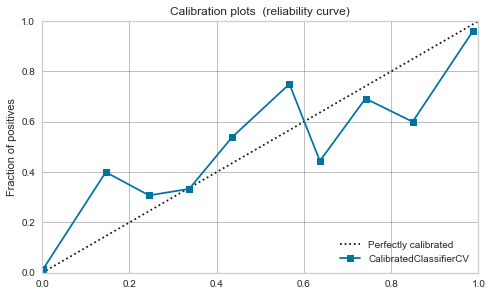 Calibration plots (reliability curve)
Fraction of positives
1.0
0.8
0.6
0.4
0.2
0.0
0.0 0.2 0.4 0.6 0.8 1.0
Perfectly calibrated
CalibratedClassifierCV